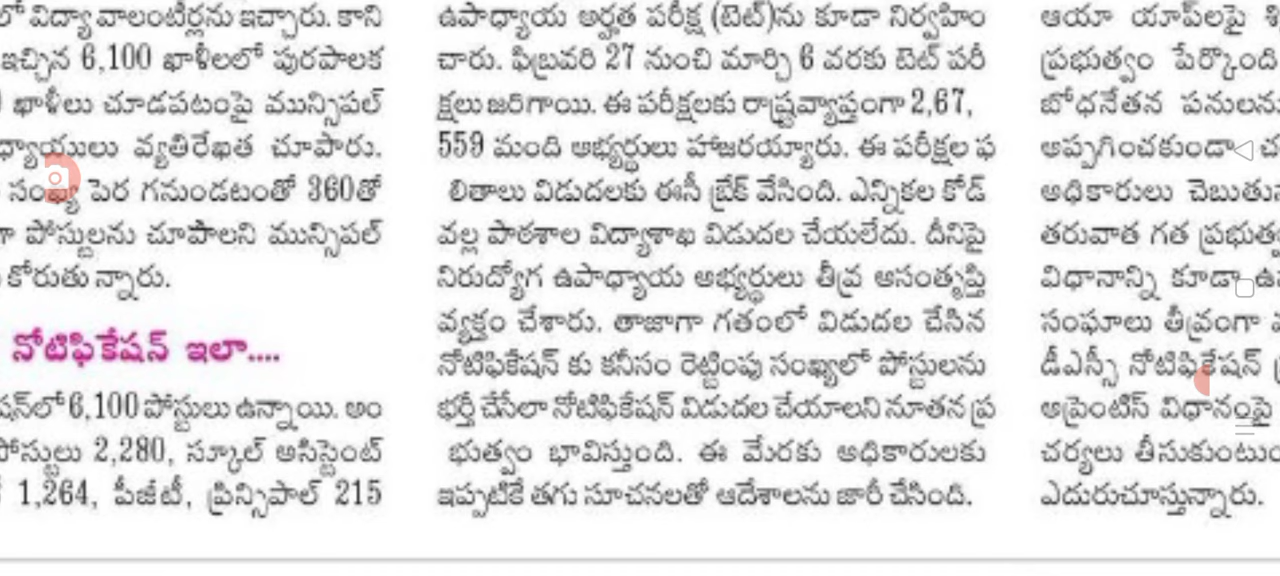 లో విద్యా వాలంటీర్లను ఇచ్చారు. కాని
ఇచ్చిన 6,100 ఖాళీలలో పురపాలక
ఖాళీలు చూడపటంపై మున్సిపల్
వ్యతిరేఖత చూపారు.
సంఖ్య పెర గనుండటంతో 360తో
పోస్టులను చూపాలని మున్సిపల్
కోరుతు న్నారు.
నోటిఫికేషన్ ఇలా....
6,100 పోస్టులు ఉన్నాయి. అం
2,280, స్కూల్ అసిస్టెంట్
1,264, పీజీటీ, ప్రిన్సిపాల్ 215
ఉపాధ్యాయ అర్హత పరీక్ష (టెట్)ను కూడా నిర్వహిం
చారు. ఫిబ్రవరి 27 నుంచి మార్చి 6 వరకు టెట్ పరీ
క్షలు జరిగాయి. ఈ పరీక్షలకు రాష్ట్రవ్యాప్తంగా 2,67,
559 మంది అభ్యర్థులు హాజరయ్యారు. ఈ పరీక్షల ఫ
లితాలు విడుదలకు ఈసీ బ్రేక్ వేసింది. ఎన్నికల కోడ్
వల్ల పాఠశాల విద్యాశాఖ విడుదల చేయలేదు. దీనిపై
నిరుద్యోగ ఉపాధ్యాయ అభ్యర్థులు తీవ్ర అసంతృప్తి
వ్యక్తం చేశారు. తాజాగా గతంలో విడుదల చేసిన
నోటిఫికేషన్ కు కనీసం రెట్టింపు సంఖ్యలో పోస్టులను
భర్తీ చేసేలా నోటిఫికేషన్ విడుదల చేయాలని నూతన ప్ర
భుత్వం భావిస్తుంది. ఈ మేరకు అధికారులకు
ఇప్పటికే తగు సూచనలతో ఆదేశాలను జారీ చేసింది.
ఆయా యాప్‌లపై
ప్రభుత్వం పేర్కొంది
బోధనేతన పనులను
అప్పగించకుండా
అధికారులు
తరువాత గత
విధానాన్ని కూడా
సంఘాలు తీవ్రంగా
డీఎస్సీ నోటిఫికేషన్
అప్రెంటిస్ విధానంపై
చర్యలు
ఎదురుచూస్తున్నారు.